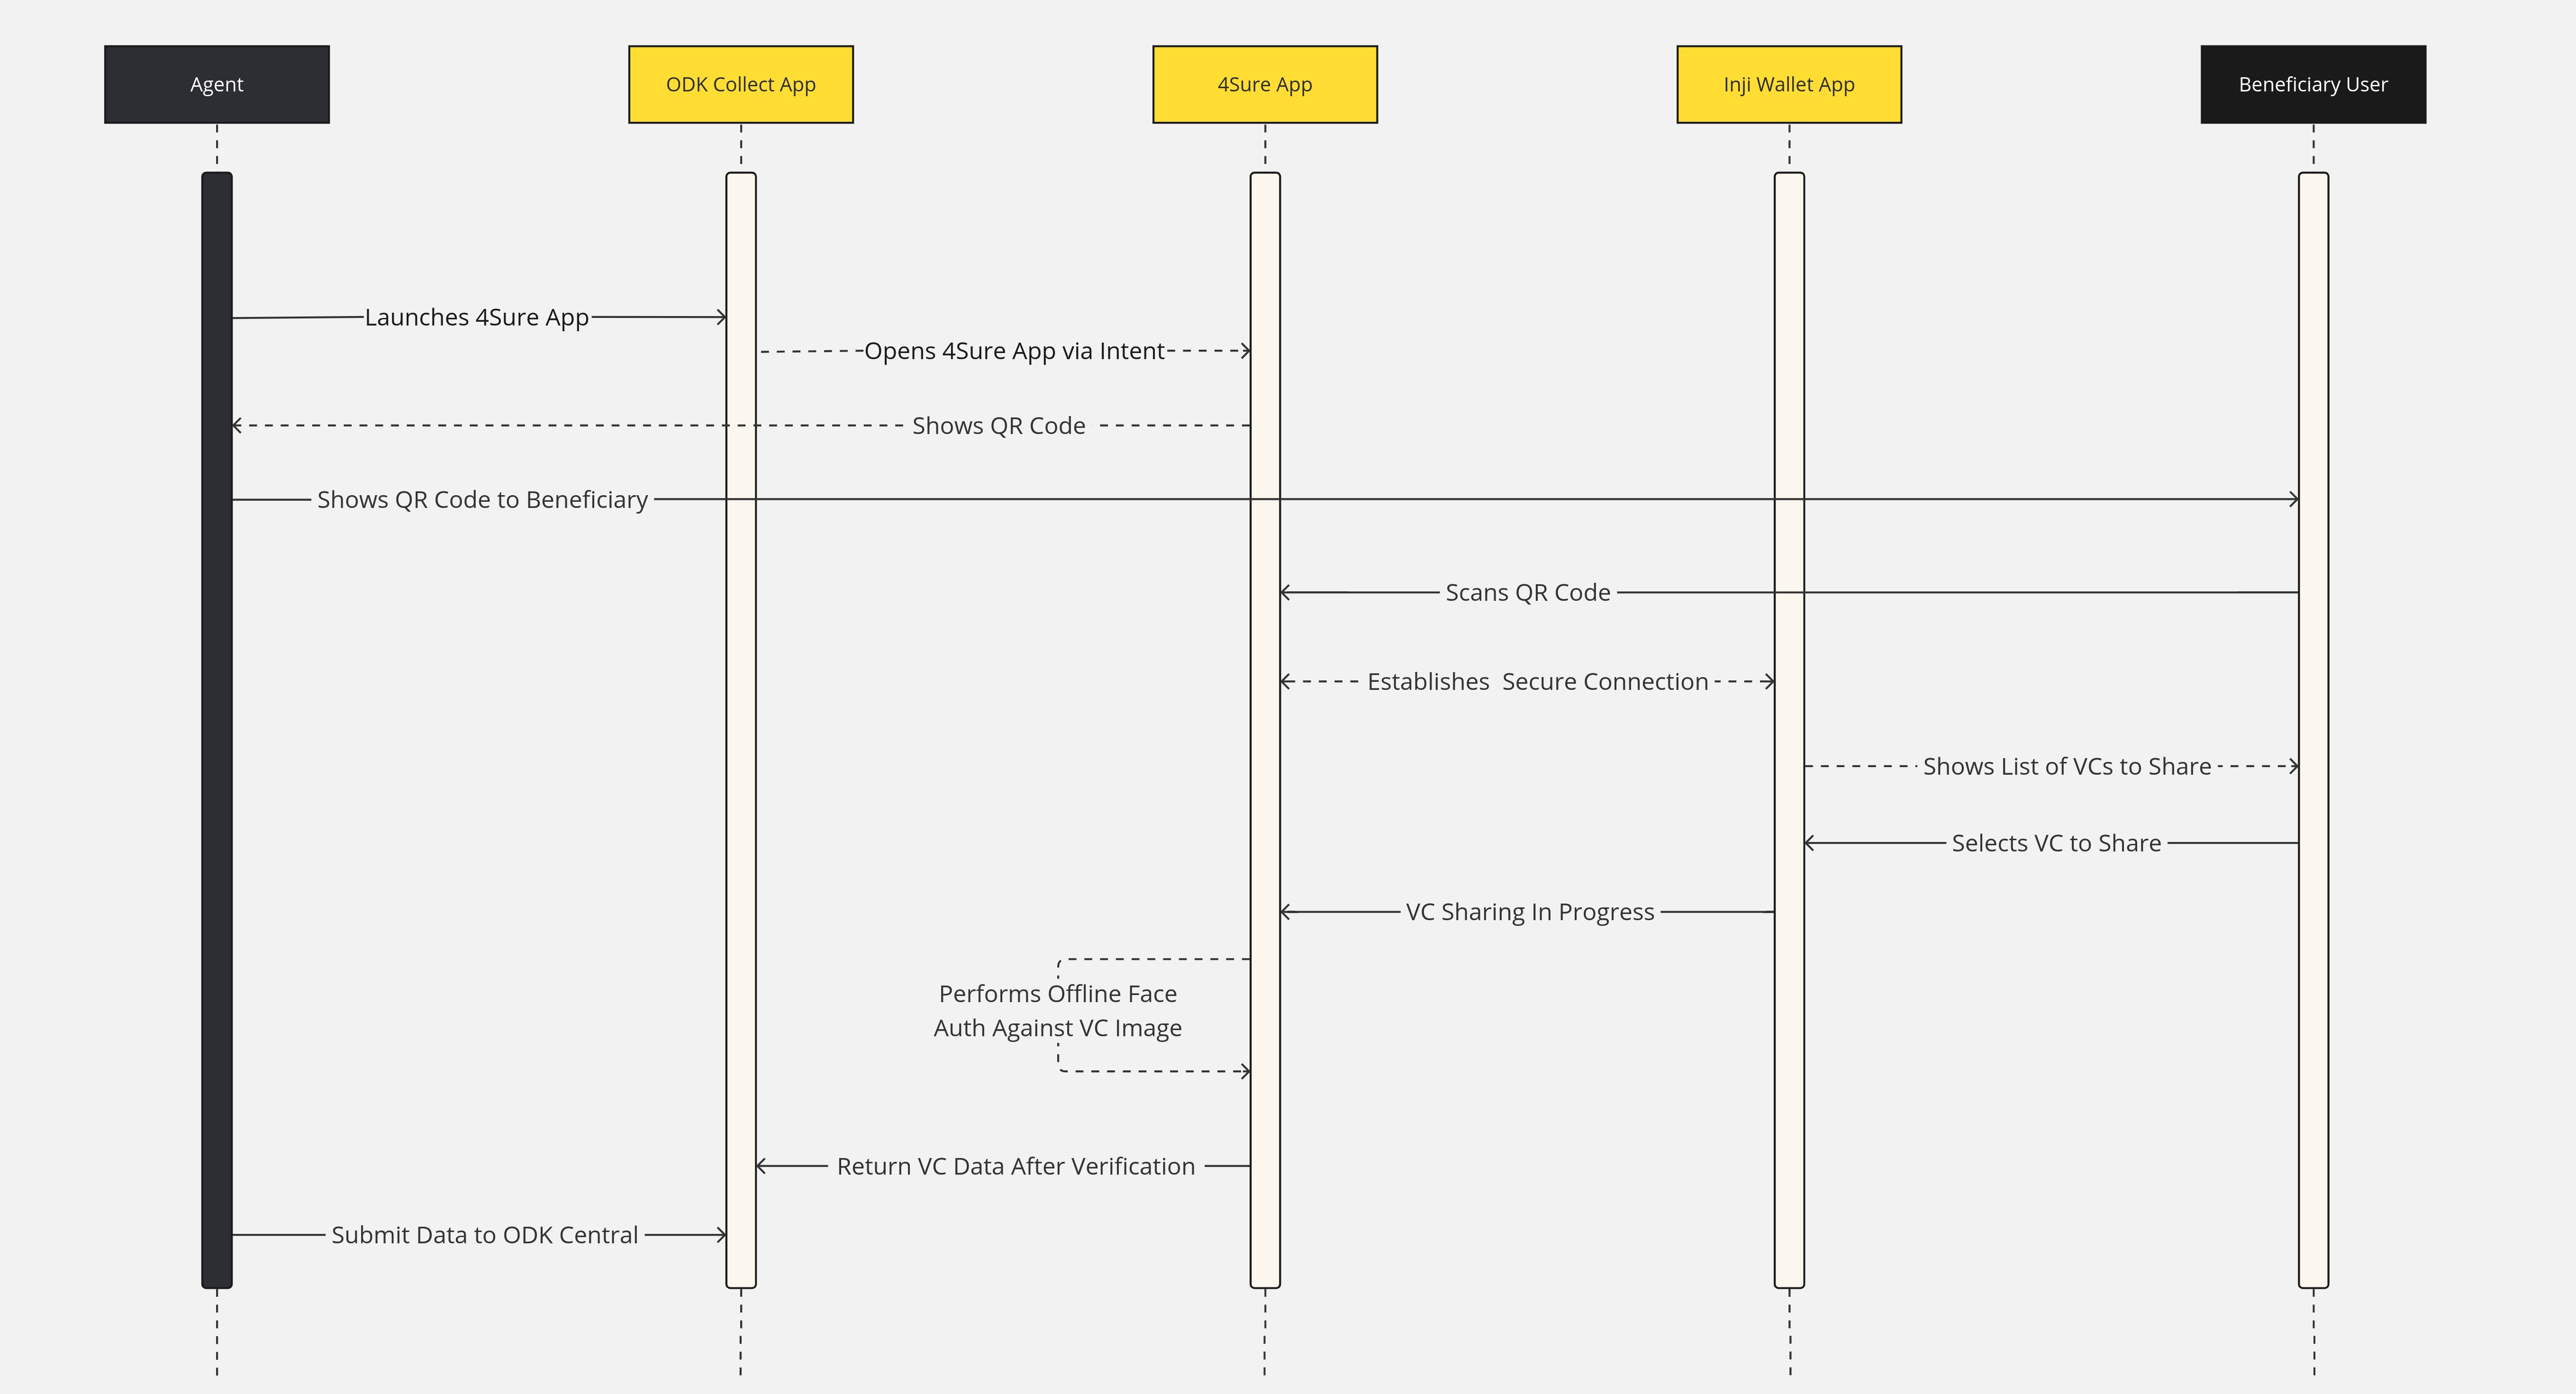 Agent
ODK Collect App
4Sure App
Inji Wallet App
Beneficiary User
Launches 4Sure App
Opens 4Sure App via Intent
Shows QR Code
Shows QR Code to Beneficiary
Scans QR Code
Establishes  Secure Connection
Shows List of VCs to Share
Selects VC to Share
VC Sharing In Progress
Performs Offline Face
Auth Against VC Image
Return VC Data After Verification
Submit Data to ODK Central